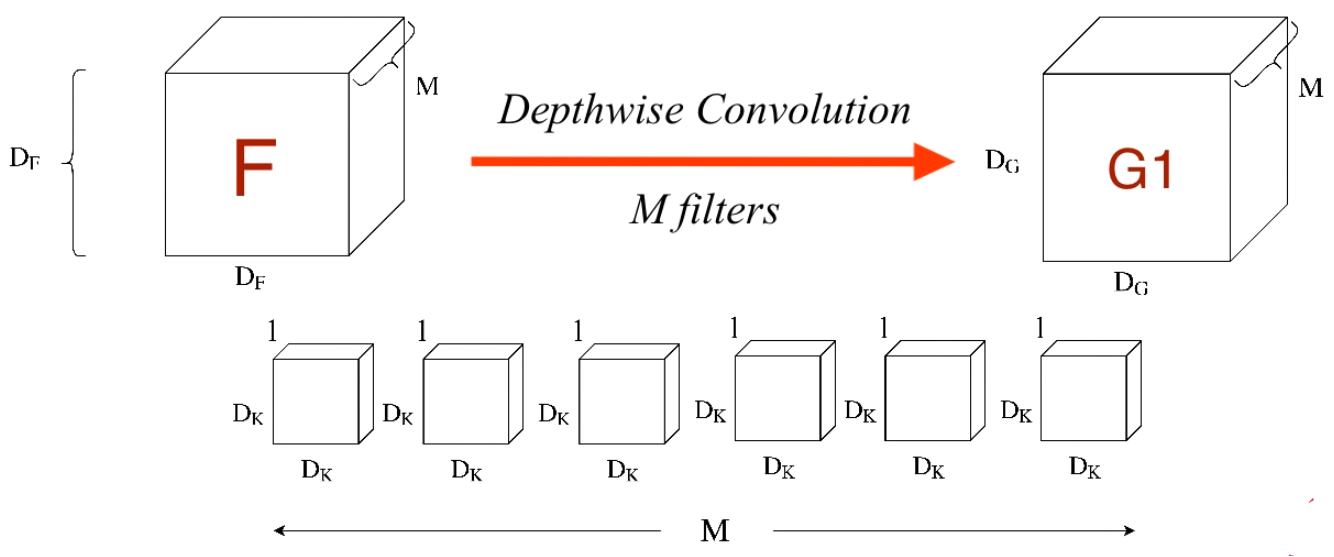 M
Depthwise Convolution
M
D_F
F
D_G
G1
M filters
D_F
D_G
1 1 1 1 1 1
D_K D_K D_K D_K D_K D_K
D_K D_K D_K D_K D_K D_K
M